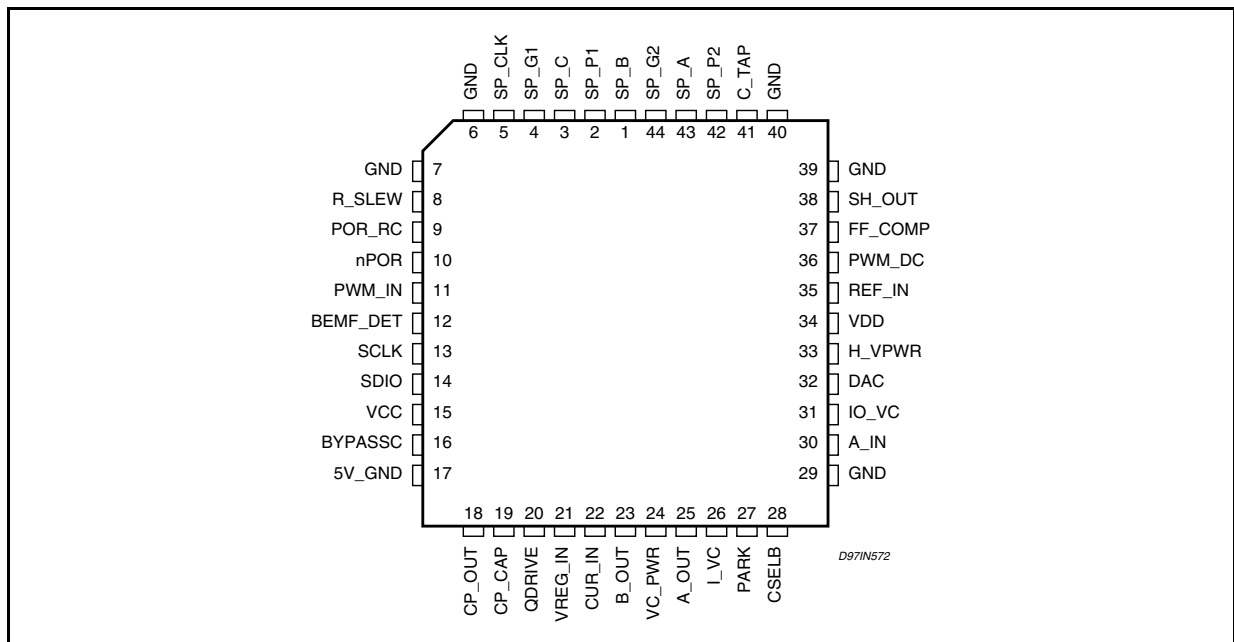 GND
SP_CLK
SP_G1
SP_C
SP_P1
SP_B
SP_G2
SP_A
SP_P2
C_TAP
GND
6 5 4 3 2 1 44 43 42 41 40
GND 7 39 GND
R_SLEW 8 38 SH_OUT
POR_RC 9 37 FF_COMP
nPOR 10 36 PWM_DC
PWM_IN 11 35 REF_IN
BEMF_DET 12 34 VDD
SCLK 13 33 H_VPWR
SDIO 14 32 DAC
VCC 15 31 IO_VC
BYPASSC 16 30 A_IN
5V_GND 17 29 GND
18 19 20 21 22 23 24 25 26 27 28
CP_OUT
CP_CAP
QDRIVE
VREG_IN
CUR_IN
B_OUT
VC_PWR
A_OUT
I_VC
PARK
CSELB
D97IN572